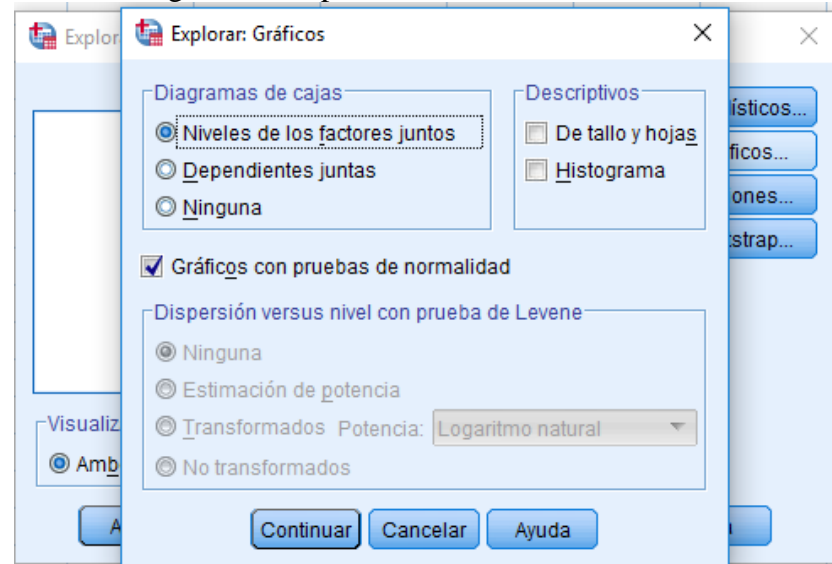 Explorar: Gráficos
Diagramas de cajas
Niveles de los factores juntos
Dependientes juntas
Ninguna
Descriptivos
De tallo y hojas
Histograma
Gráficos con pruebas de normalidad
Dispersión versus nivel con prueba de Levene
Ninguna
Estimación de potencia
Transformados Potencia: Logaritmo natural
No transformados
Continuar Cancelar Ayuda
Explor
ísticos...
ficos...
ones...
tstrap...
Visualiz
Amb
A